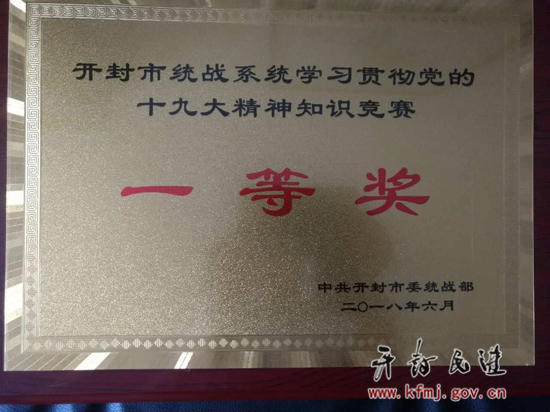 开封市统战系统学习贯彻党的
十九大精神知识竞赛
一等奖
中共开封市委统战部
二〇一八年六月
开封民进
www.kfmj.gov.cn